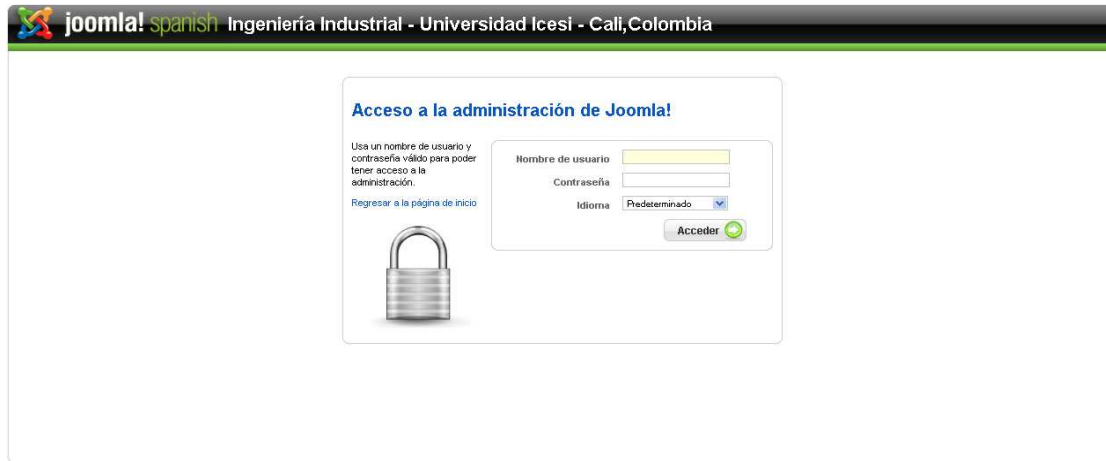 joomla! spanish Ingeniería Industrial - Universidad Icesi - Cali,Colombia
Acceso a la administración de Joomla!
Usa un nombre de usuario y
contraseña válido para poder
tener acceso a la
administración.
Regresar a la página de inicio
Nombre de usuario
Contraseña
Idioma Predeterminado
Acceder